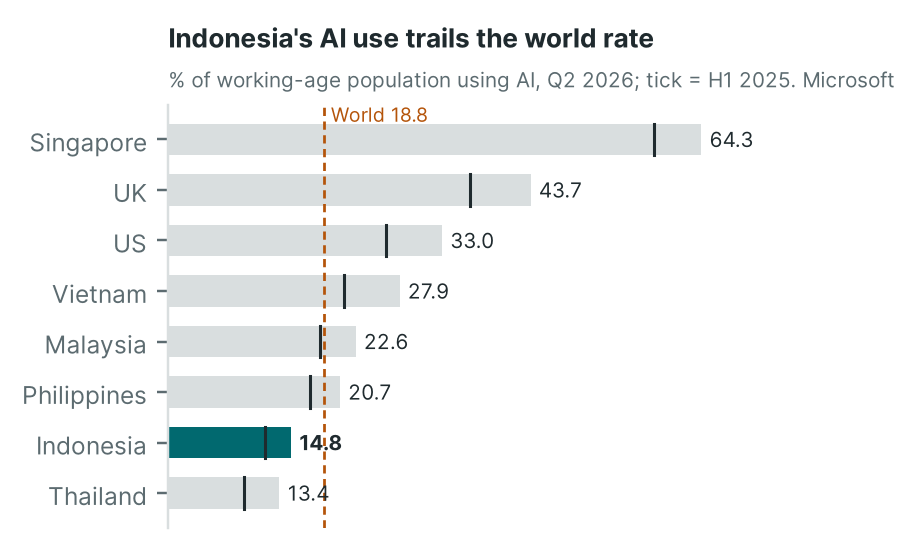 Indonesia's AI use trails the world rate
% of working-age population using AI, Q2 2026; tick = H1 2025. Microsoft
World 18.8
Singapore 64.3
UK 43.7
US 33.0
Vietnam 27.9
Malaysia 22.6
Philippines 20.7
Indonesia 14.8
Thailand 13.4